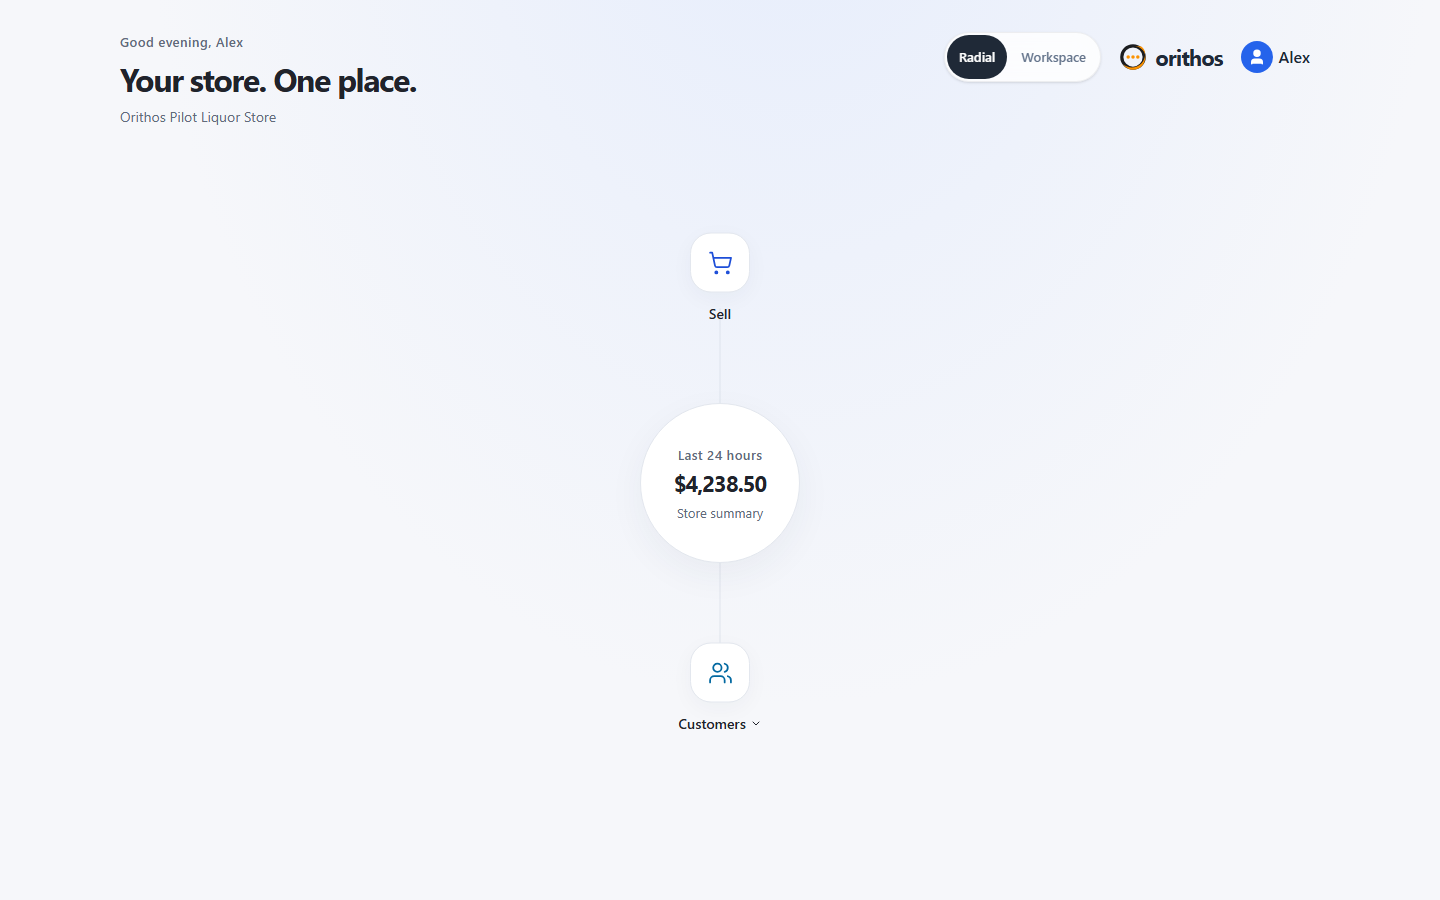 Good evening, Alex
Your store. One place.
Orithos Pilot Liquor Store
Radial
Workspace
orithos
Alex
Sell
Last 24 hours
$4,238.50
Store summary
Customers